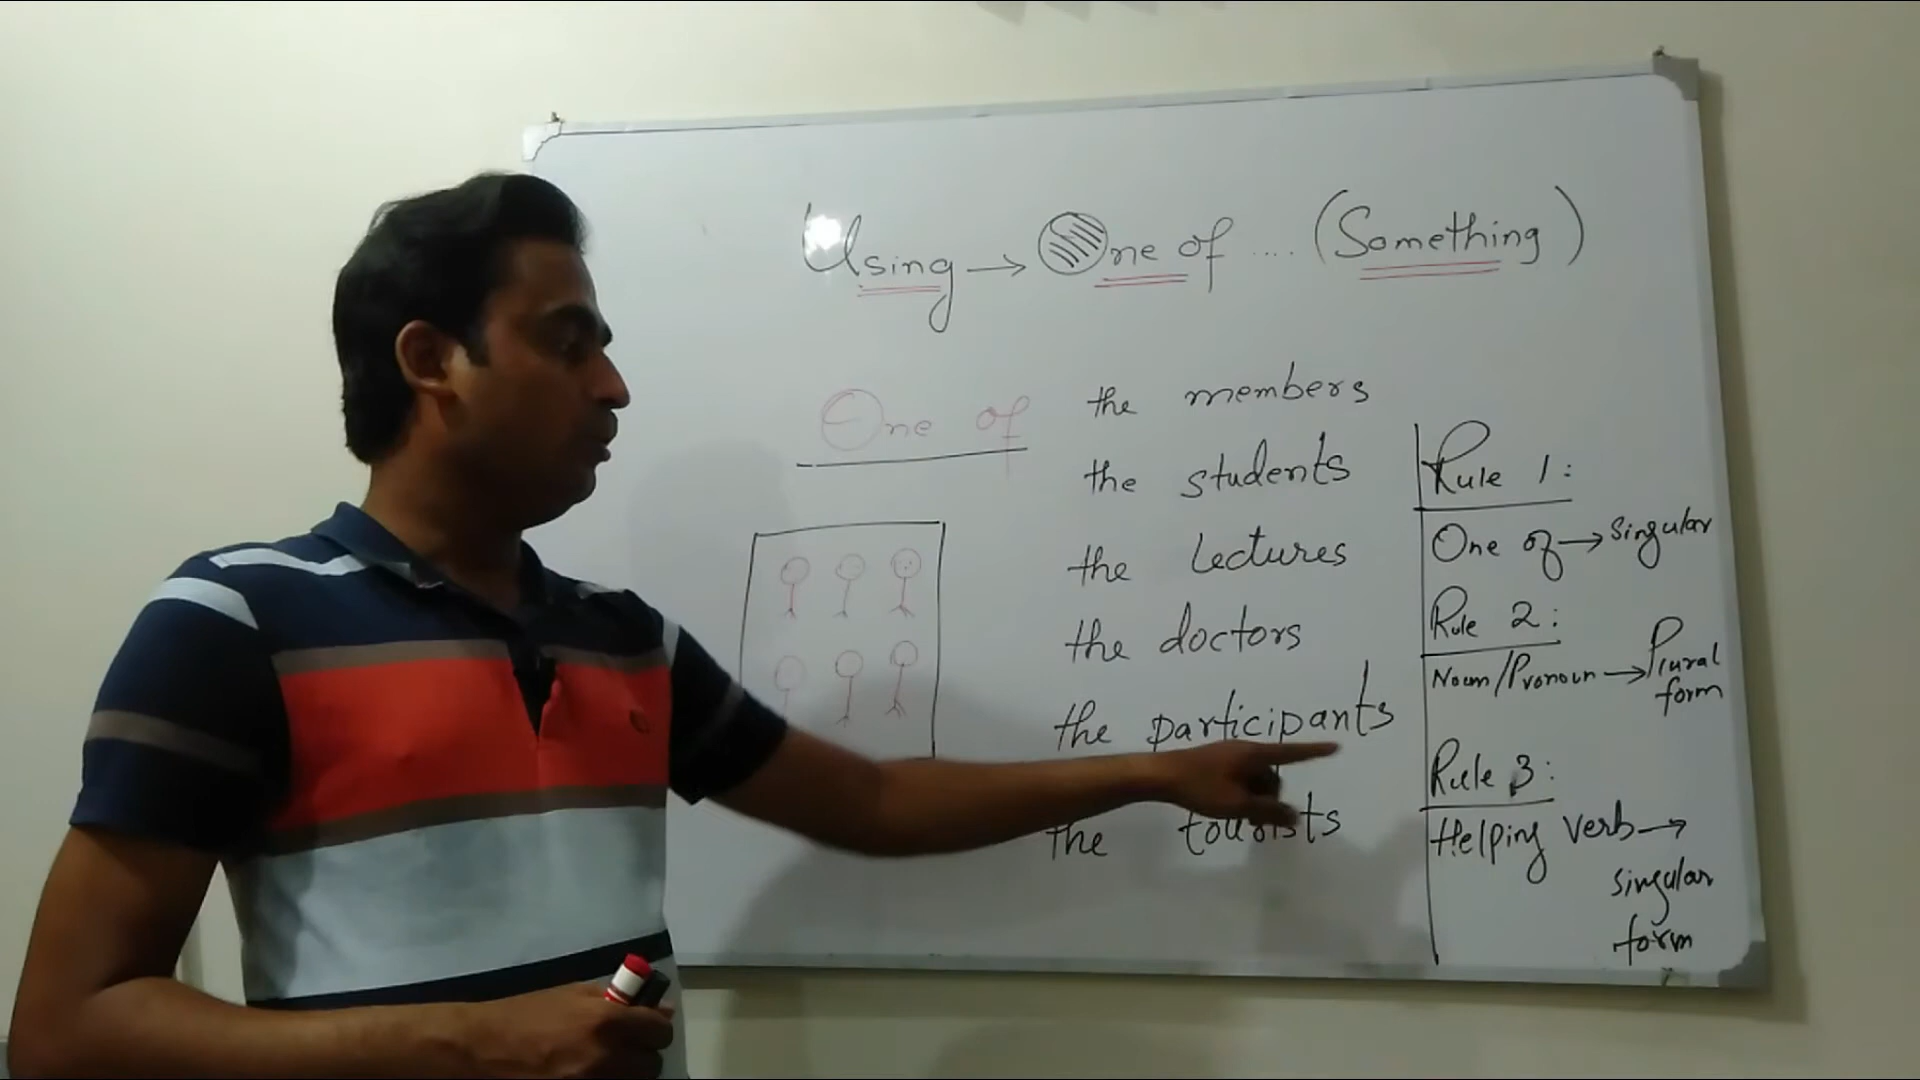 Using → One of .... (Something)
One of
the members
the students
the Lectures
the doctors
the participants
the tourists
Rule 1:
One of → singular
Rule 2:
Noun/Pronoun → Plural
form
Rule 3:
Helping verb →
singular
form